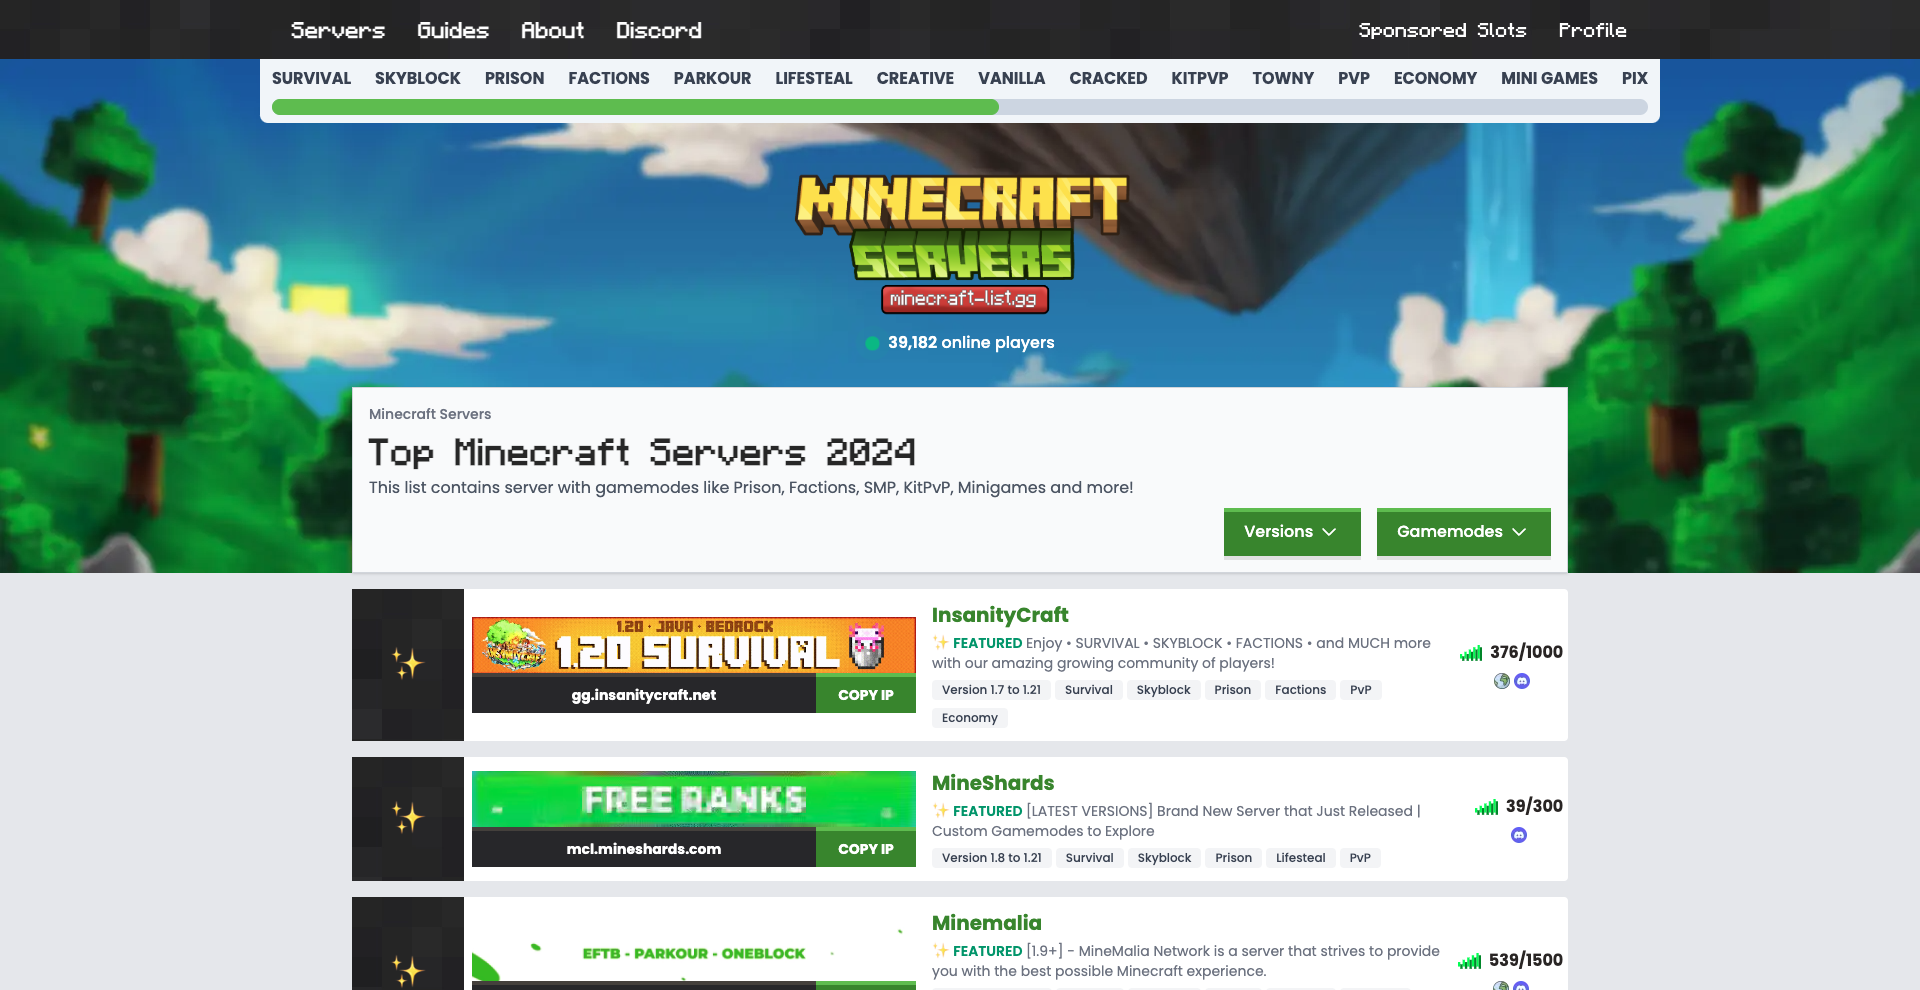 Servers Guides About Discord Sponsored Slots Profile
SURVIVAL SKYBLOCK PRISON FACTIONS PARKOUR LIFESTEAL CREATIVE VANILLA CRACKED KITPVP TOWNY PVP ECONOMY MINI GAMES PIX
MINECRAFT
SERVERS
minecraft-list.gg
39,182 online players
Minecraft Servers
Top Minecraft Servers 2024
This list contains server with gamemodes like Prison, Factions, SMP, KitPvP, Minigames and more!
Versions Gamemodes
1.20 · JAVA · BEDROCK
1.20 SURVIVAL
INSANITYCRAFT
gg.insanitycraft.net COPY IP
InsanityCraft
✨ FEATURED Enjoy • SURVIVAL • SKYBLOCK • FACTIONS • and MUCH more
with our amazing growing community of players!
Version 1.7 to 1.21 Survival Skyblock Prison Factions PvP
Economy
376/1000
FREE RANKS
mcl.mineshards.com COPY IP
MineShards
✨ FEATURED [LATEST VERSIONS] Brand New Server that Just Released |
Custom Gamemodes to Explore
Version 1.8 to 1.21 Survival Skyblock Prison Lifesteal PvP
39/300
EFTB - PARKOUR - ONEBLOCK
Minemalia
✨ FEATURED [1.9+] - MineMalia Network is a server that strives to provide
you with the best possible Minecraft experience.
539/1500